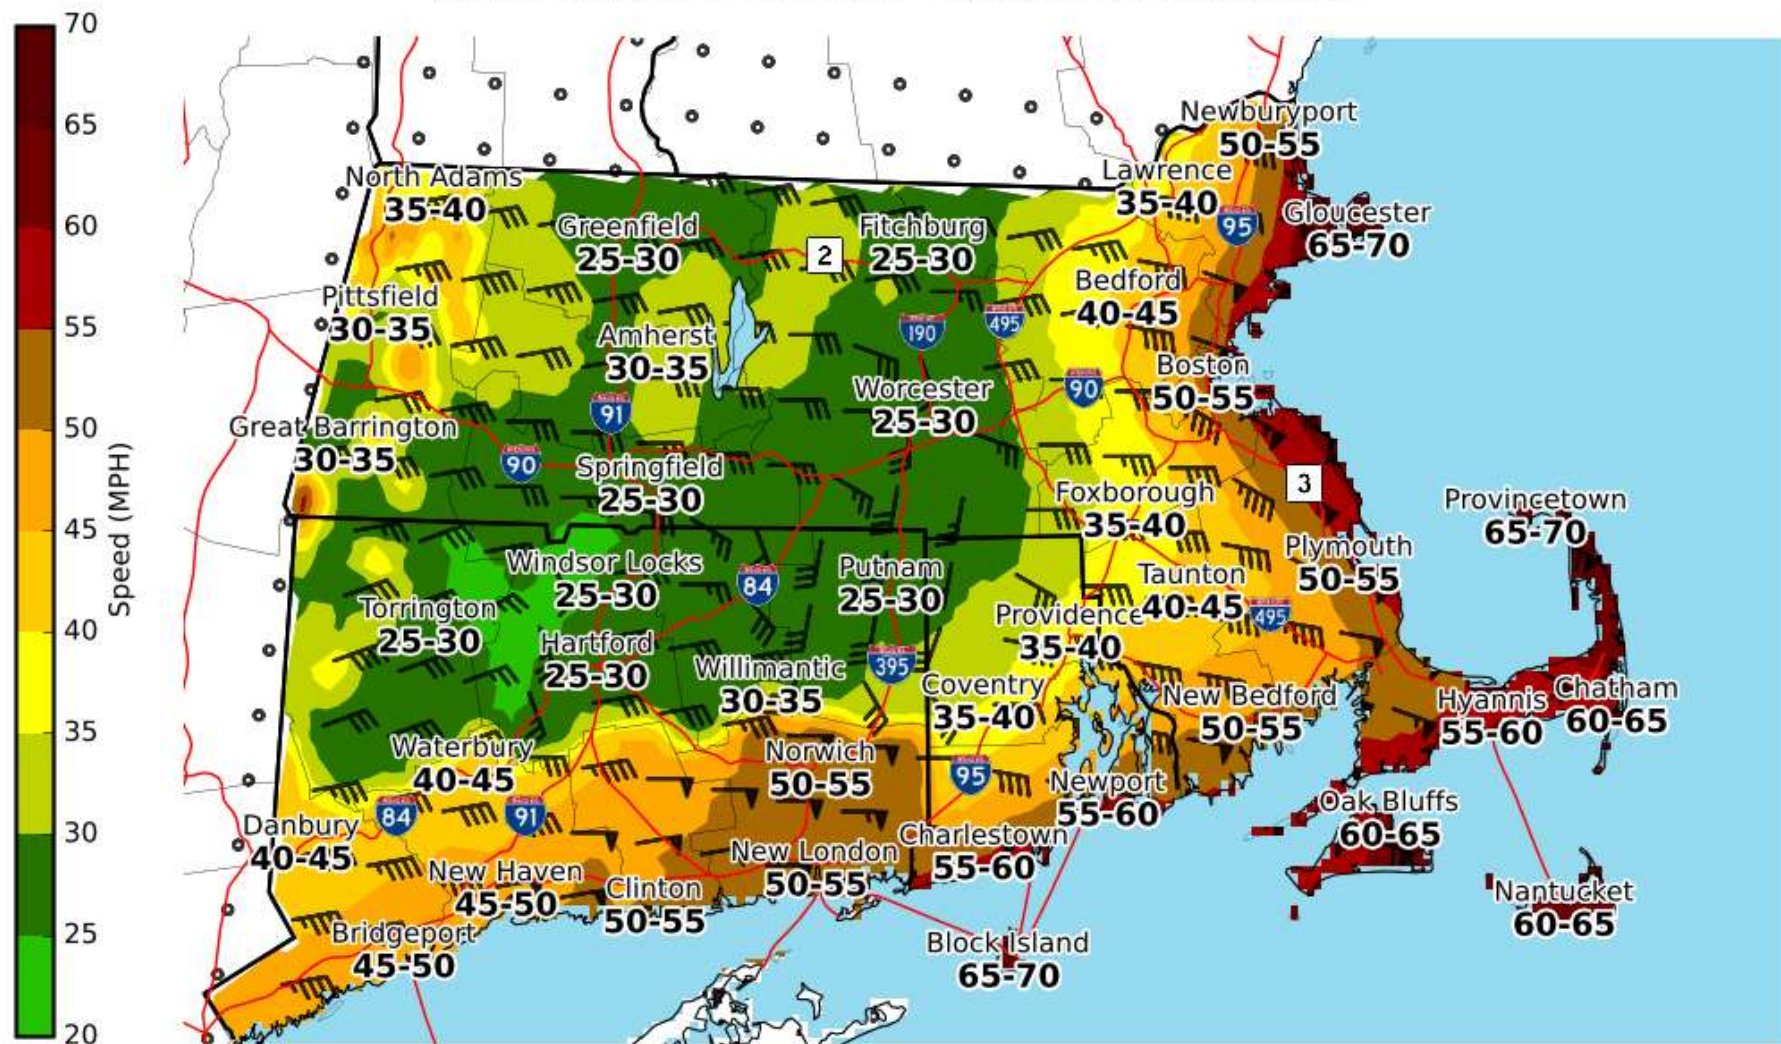 70
65
60
55
50
45
40
35
30
25
20
Speed (MPH)
Newburyport
50-55
North Adams
35-40
Lawrence
35-40
Greenfield
25-30
2
Fitchburg
25-30
95
Gloucester
65-70
Pittsfield
30-35
Bedford
40-45
Amherst
30-35
190
495
Boston
50-55
Worcester
25-30
90
91
Great Barrington
30-35
90
Springfield
25-30
Foxborough
35-40
3
Provincetown
65-70
Plymouth
50-55
Windsor Locks
25-30
84
Putnam
25-30
Taunton
40-45
495
Torrington
25-30
Providence
35-40
Hartford
25-30
Willimantic
30-35
395
Coventry
35-40
New Bedford
50-55
Hyannis
55-60
Chatham
60-65
Waterbury
40-45
Norwich
50-55
95
Newport
55-60
Oak Bluffs
60-65
84
91
Danbury
40-45
Charlestown
55-60
New London
50-55
New Haven
45-50
Clinton
50-55
Nantucket
60-65
Bridgeport
45-50
Block Island
65-70